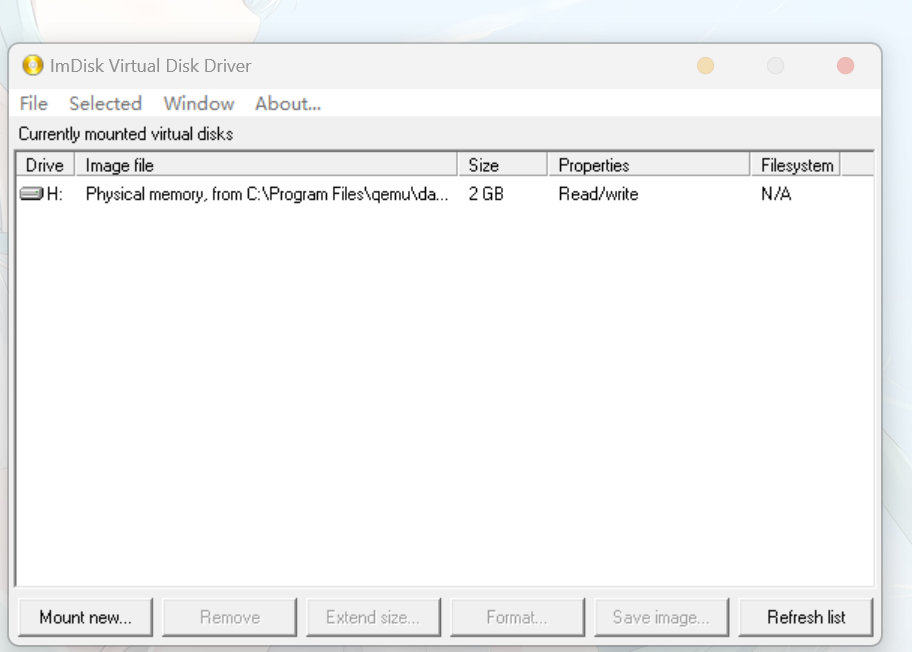 ImDisk Virtual Disk Driver
File Selected Window About...
Currently mounted virtual disks
Drive Image file Size Properties Filesystem
H: Physical memory, from C:\Program Files\qemu\da... 2 GB Read/write N/A
Mount new... Remove Extend size... Format... Save image... Refresh list